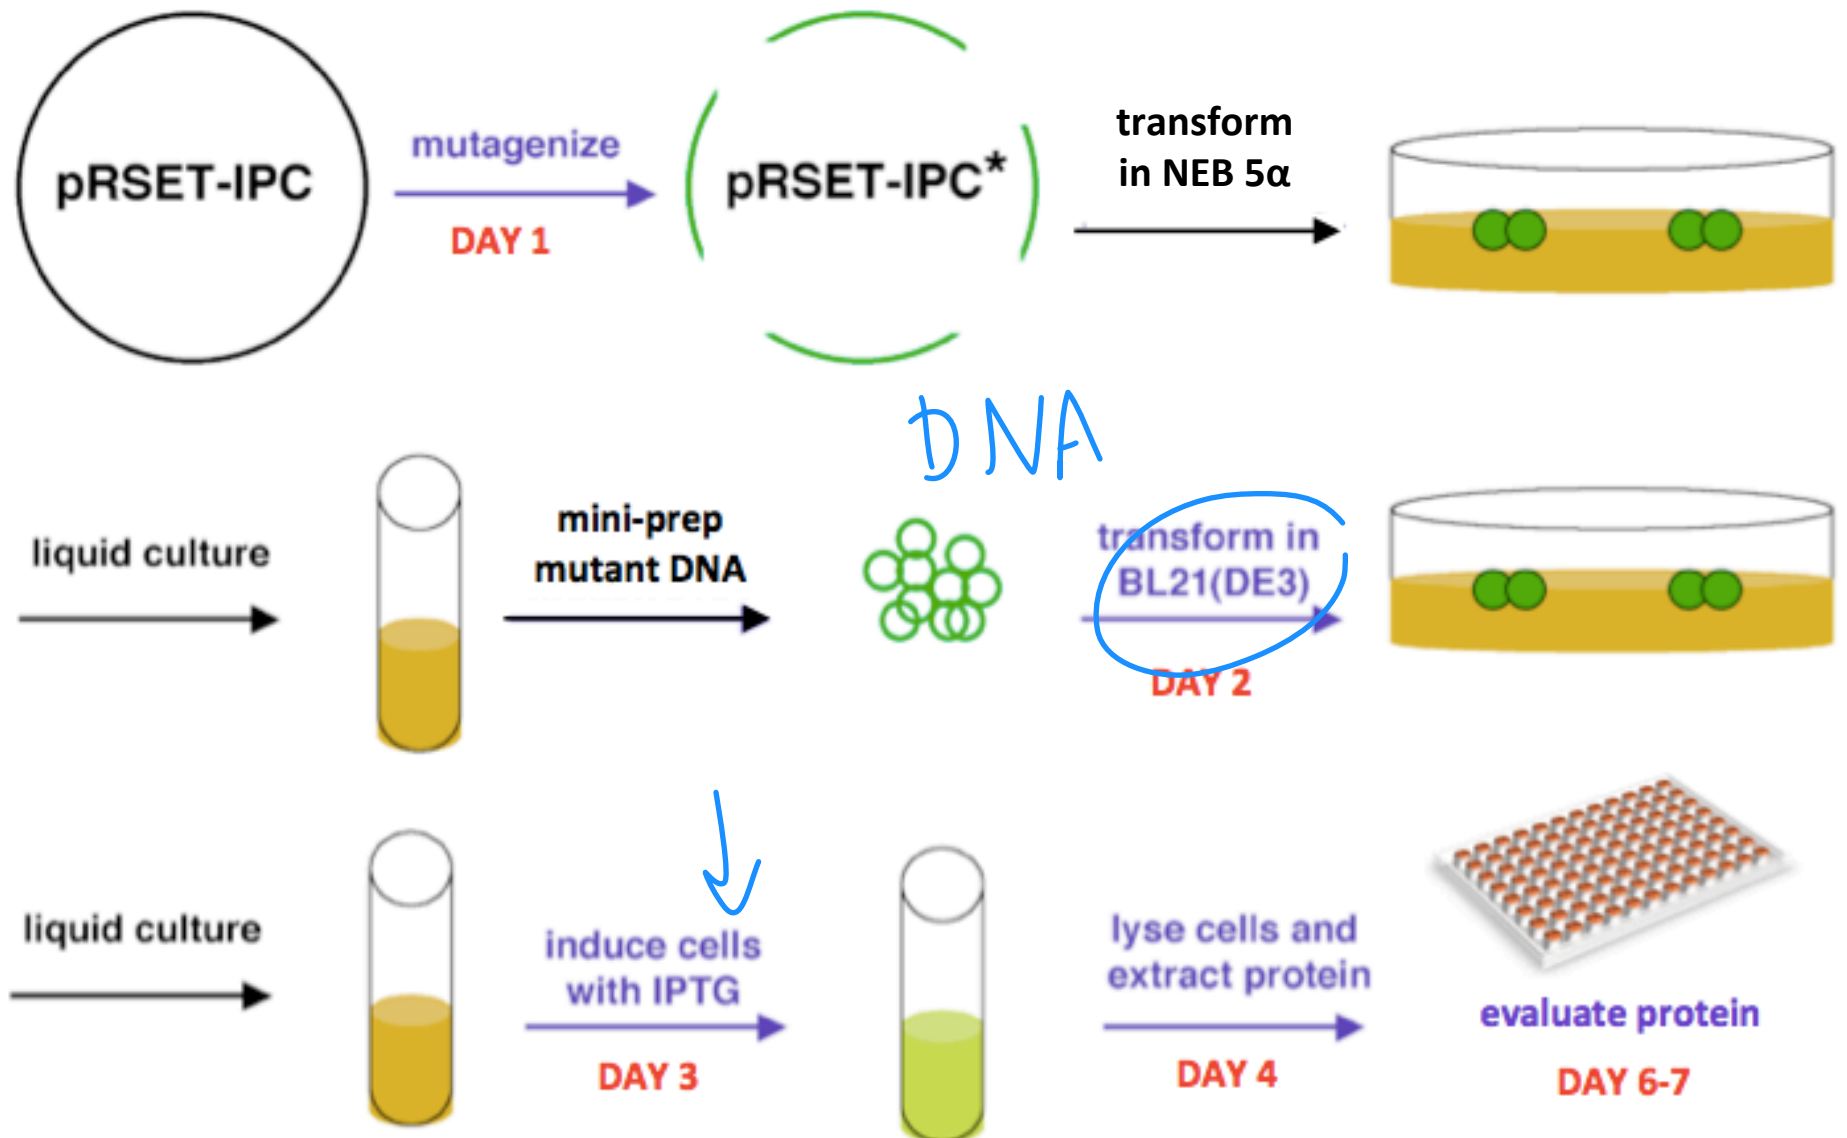 pRSET-IPC
mutagenize
DAY 1
pRSET-IPC*
transform
in NEB 5α
DNA
liquid culture
mini-prep
mutant DNA
transform in
BL21(DE3)
DAY 2
liquid culture
induce cells
with IPTG
DAY 3
lyse cells and
extract protein
DAY 4
evaluate protein
DAY 6-7